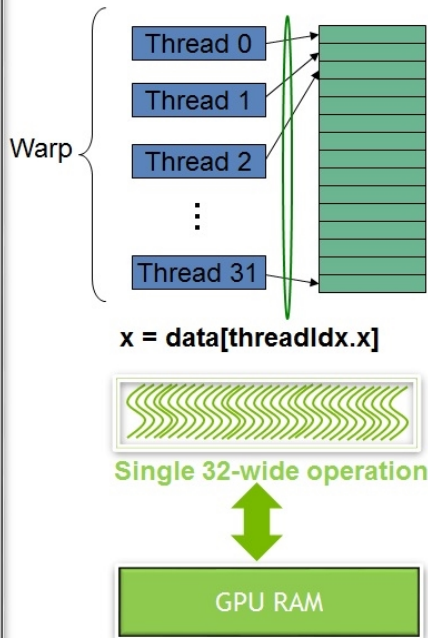 Thread 0
Thread 1
Warp
Thread 2
⋮
Thread 31
x = data[threadIdx.x]
Single 32-wide operation
GPU RAM